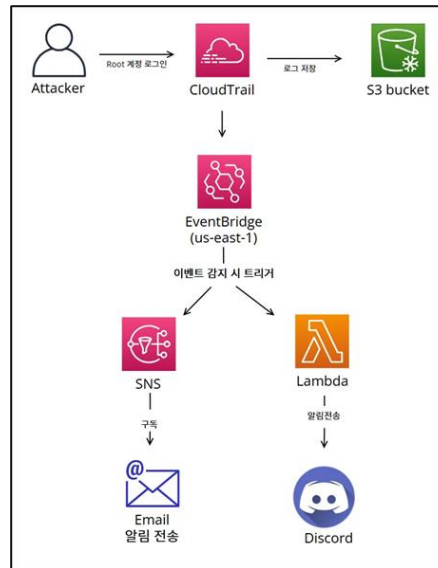 Root 계정 로그인
로그 저장
Attacker
CloudTrail
S3 bucket
EventBridge
(us-east-1)
이벤트 감지 시 트리거
SNS
Lambda
구독
알림전송
@
Email
알림 전송
Discord